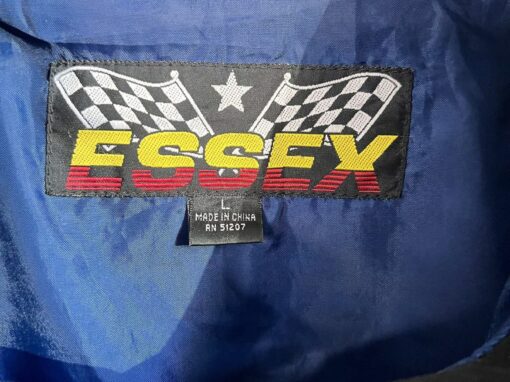 ESSEX
L
MADE IN CHINA
RN 51207